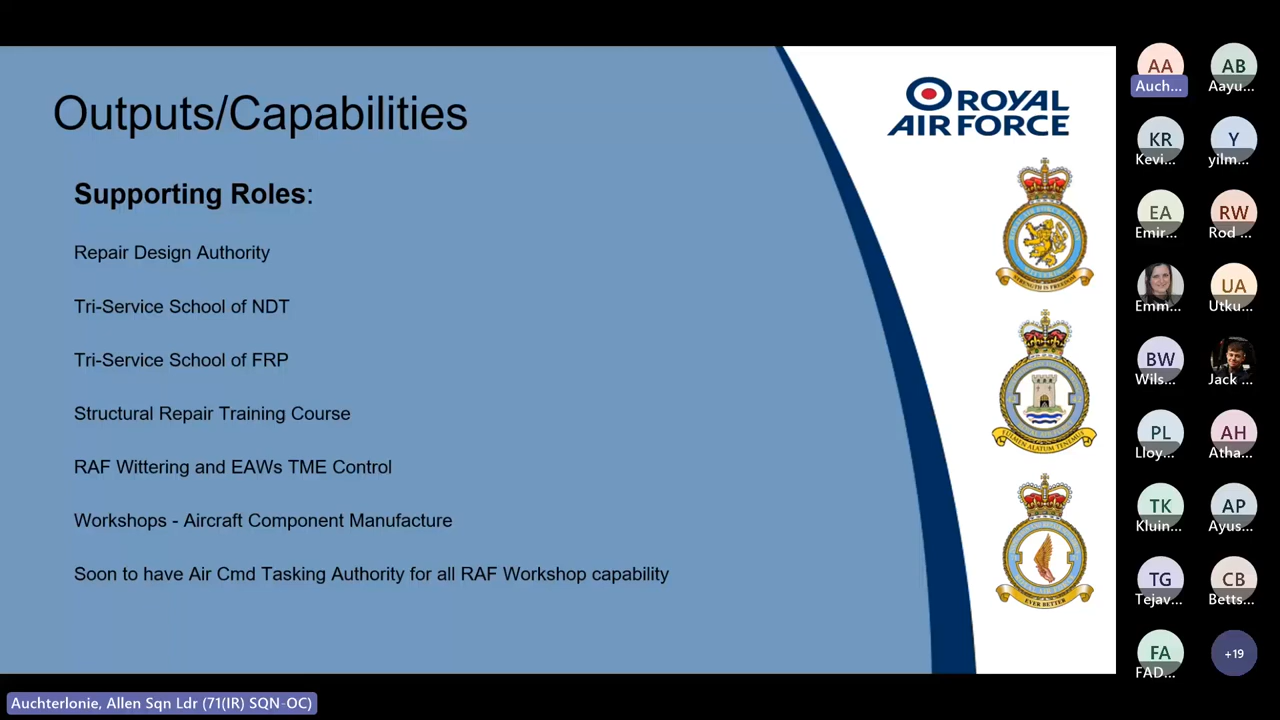 Outputs/Capabilities
Supporting Roles:
Repair Design Authority
Tri-Service School of NDT
Tri-Service School of FRP
Structural Repair Training Course
RAF Wittering and EAWs TME Control
Workshops - Aircraft Component Manufacture
Soon to have Air Cmd Tasking Authority for all RAF Workshop capability
ROYAL
AIR FORCE
STRENGTH IS FREEDOM
FULMEN ALATUM TENEMUS
EVER BETTER
AA
Auch...
AB
Aayu...
KR
Kevi...
Y
yilm...
EA
Emir...
RW
Rod ...
Emm...
UA
Utku...
BW
Wils...
Jack ...
PL
Lloy...
AH
Atha...
TK
Kluin...
AP
Ayus...
TG
Tejav...
CB
Betts...
FA
FAD...
+19
Auchterlonie, Allen Sqn Ldr (71(IR) SQN-OC)